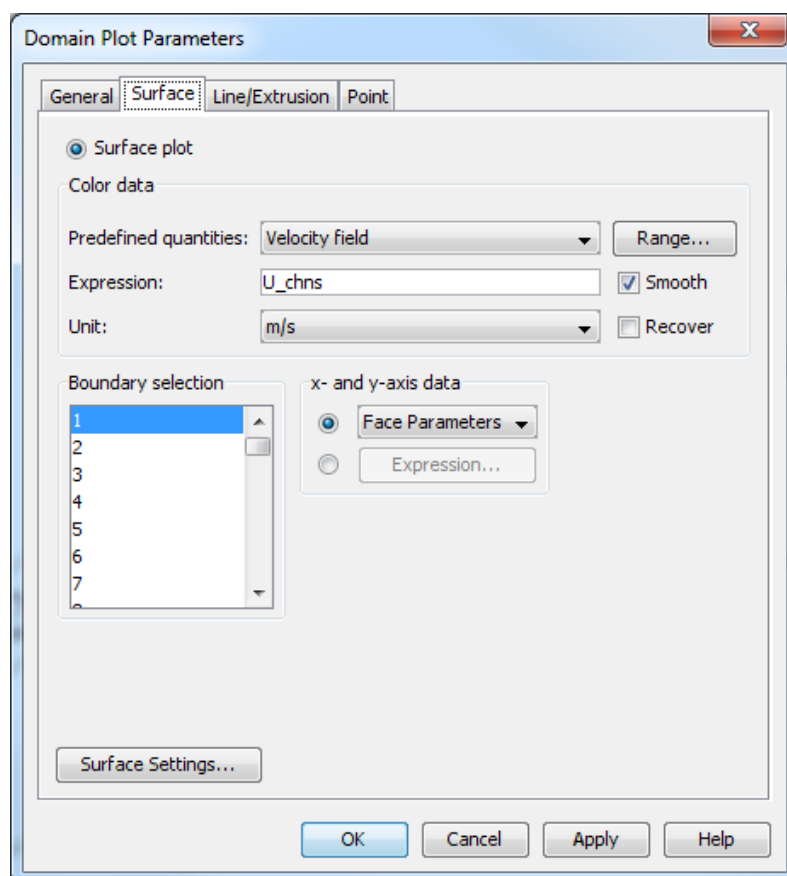 Domain Plot Parameters
General Surface Line/Extrusion Point
Surface plot
Color data
Predefined quantities: Velocity field Range...
Expression: U_chns Smooth
Unit: m/s Recover
Boundary selection
1
2
3
4
5
6
7
x- and y-axis data
Face Parameters
Expression...
Surface Settings...
OK Cancel Apply Help